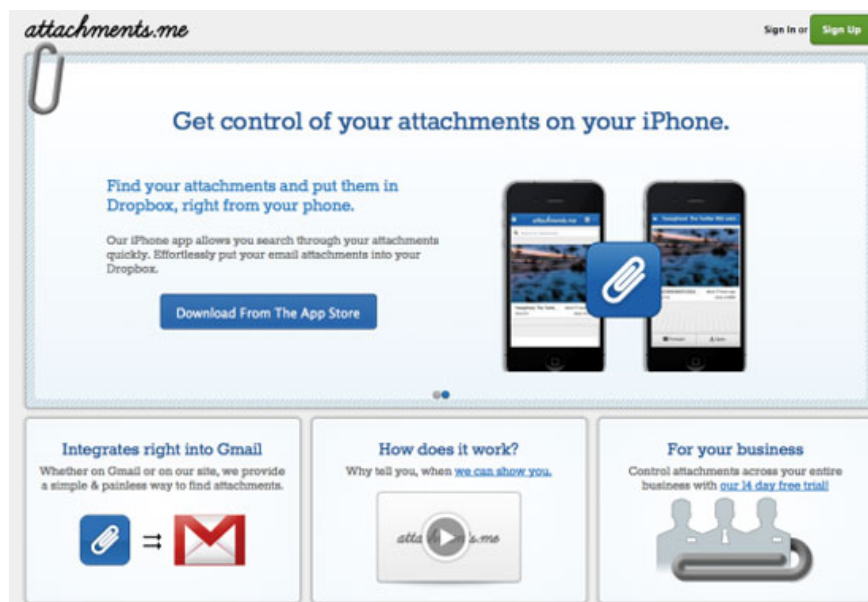 attachments.me
Sign In or Sign Up
Get control of your attachments on your iPhone.
Find your attachments and put them in
Dropbox, right from your phone.
Our iPhone app allows you search through your attachments
quickly. Effortlessly put your email attachments into your
Dropbox.
Download From The App Store
attachments.me
Integrates right into Gmail
Whether on Gmail or on our site, we provide
a simple & painless way to find attachments.
How does it work?
Why tell you, when we can show you.
For your business
Control attachments across your entire
business with our 14 day free trial!